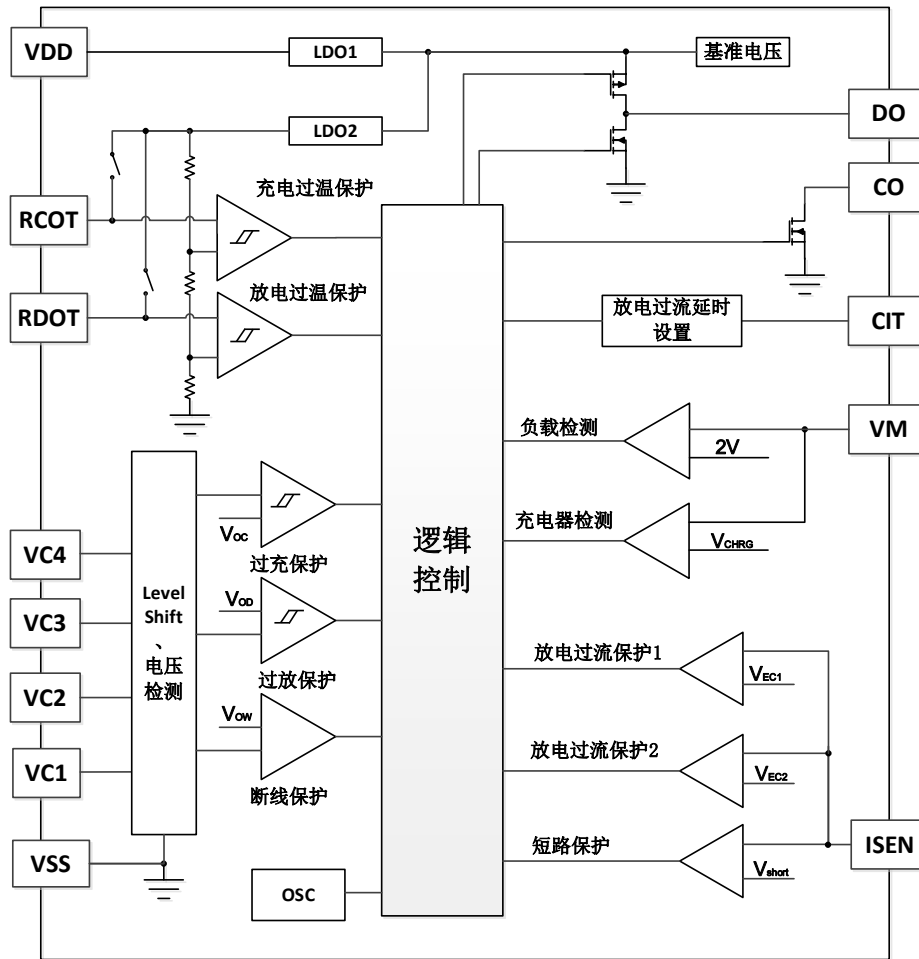 VDD
LDO1
基准电压
LDO2
DO
CO
RCOT
充电过温保护
RDOT
放电过温保护
放电过流延时
设置
CIT
负载检测
2V
VM
充电器检测
VCHRG
逻辑
控制
VOC
过充保护
VC4
Level
Shift
、
电压
检测
VOD
VC3
过放保护
VC2
VOW
VC1
断线保护
放电过流保护1
VEC1
放电过流保护2
VEC2
短路保护
Vshort
ISEN
VSS
OSC